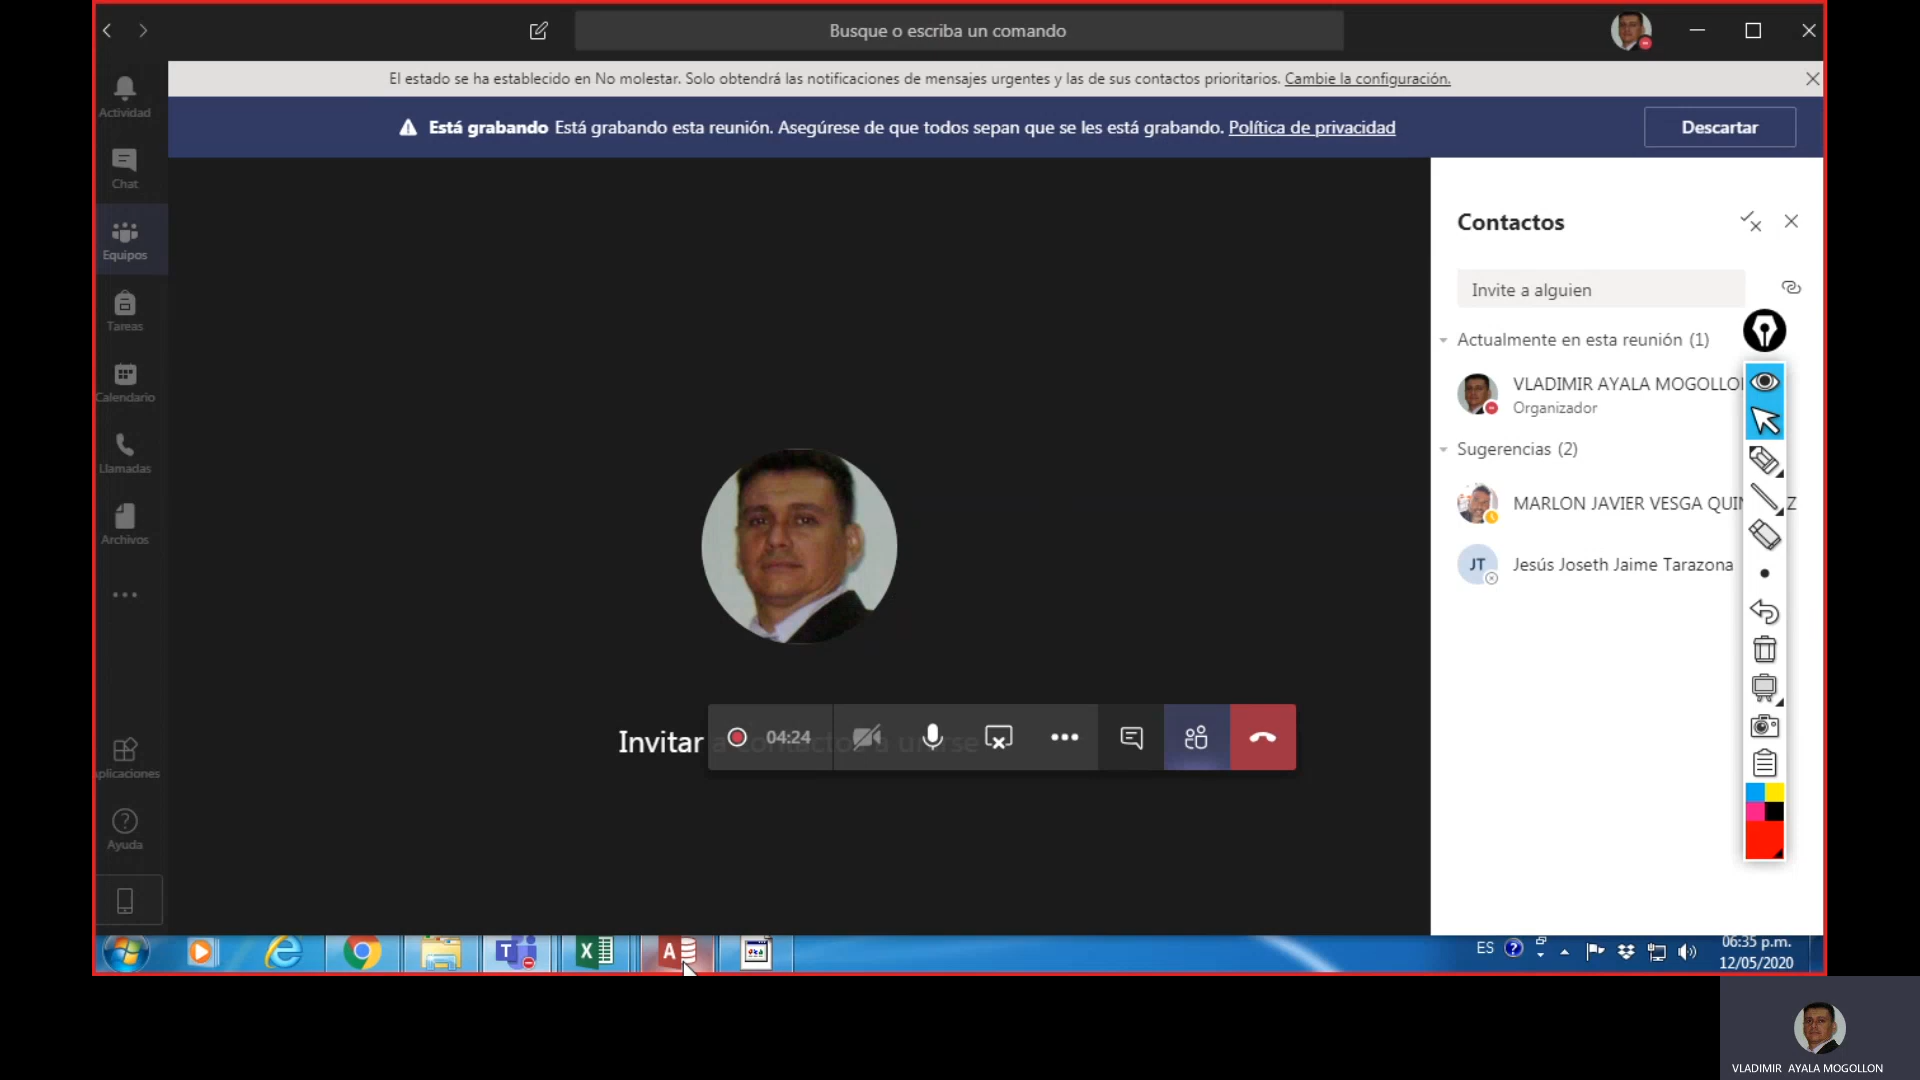 Busque o escriba un comando
El estado se ha establecido en No molestar. Solo obtendrá las notificaciones de mensajes urgentes y las de sus contactos prioritarios. Cambie la configuración.
Está grabando Está grabando esta reunión. Asegúrese de que todos sepan que se les está grabando. Política de privacidad
Descartar
Actividad
Chat
Equipos
Tareas
Calendario
Llamadas
Archivos
plicaciones
Ayuda
Invitar a contactos a unirse
04:24
Contactos
Invite a alguien
Actualmente en esta reunión (1)
VLADIMIR AYALA MOGOLLO
Organizador
Sugerencias (2)
MARLON JAVIER VESGA QUIN Z
JT
Jesús Joseth Jaime Tarazona
ES
06:35 p.m.
12/05/2020
VLADIMIR AYALA MOGOLLON